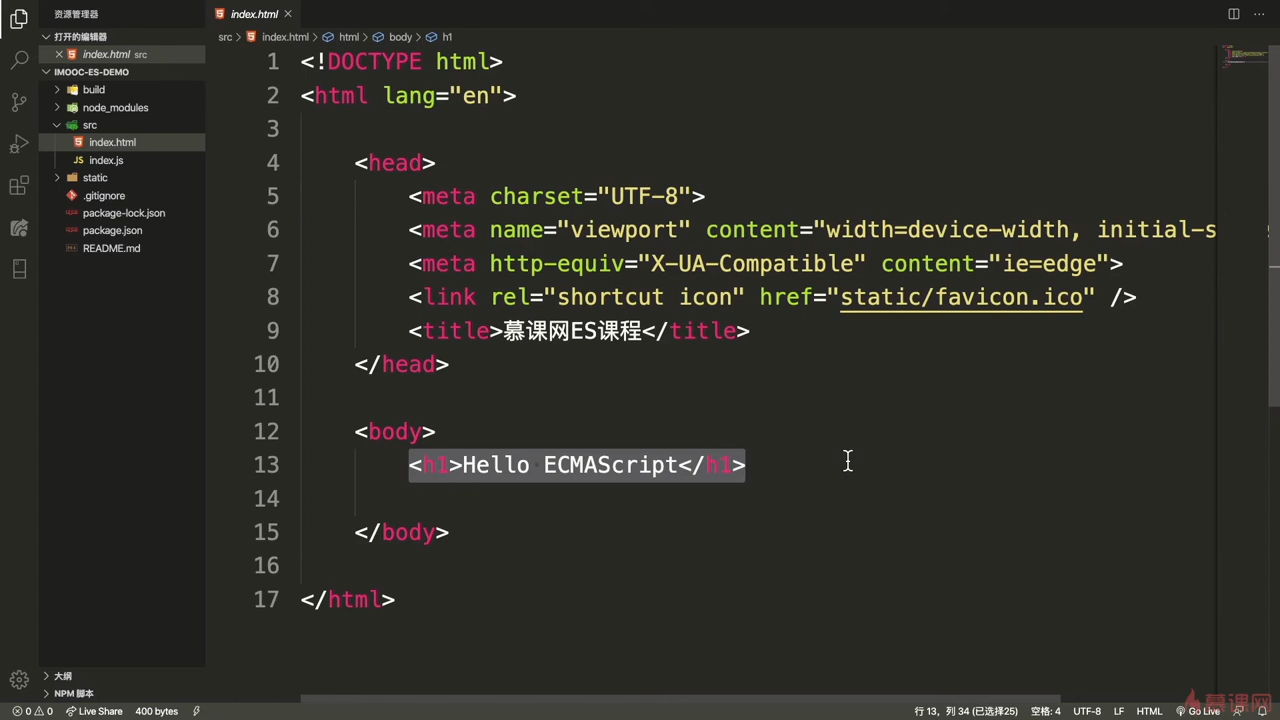 资源管理器
打开的编辑器
index.html src
IMOOC-ES-DEMO
build
node_modules
src
index.html
JS index.js
static
.gitignore
package-lock.json
package.json
README.md
大纲
NPM 脚本
index.html
src > index.html > html > body > h1
1 <!DOCTYPE html>
2 <html lang="en">
3
4 <head>
5 <meta charset="UTF-8">
6 <meta name="viewport" content="width=device-width, initial-s
7 <meta http-equiv="X-UA-Compatible" content="ie=edge">
8 <link rel="shortcut icon" href="static/favicon.ico" />
9 <title>慕课网ES课程</title>
10 </head>
11
12 <body>
13 <h1>Hello ECMAScript</h1>
14
15 </body>
16
17 </html>
0 0 Live Share 400 bytes 行 13，列 34 (已选择25) 空格: 4 UTF-8 LF HTML Go Live
慕课网